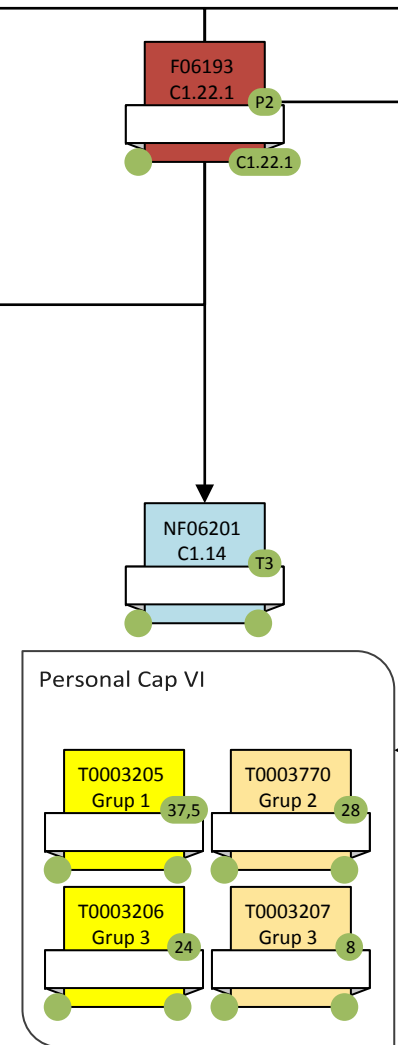 F06193
C1.22.1
P2
C1.22.1
NF06201
C1.14
T3
Personal Cap VI
T0003205
Grup 1
37,5
T0003770
Grup 2
28
T0003206
Grup 3
24
T0003207
Grup 3
8